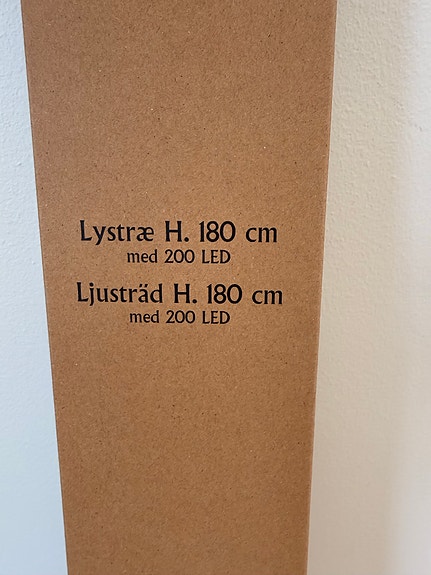 Lystræ H. 180 cm
med 200 LED
Ljusträd H. 180 cm
med 200 LED